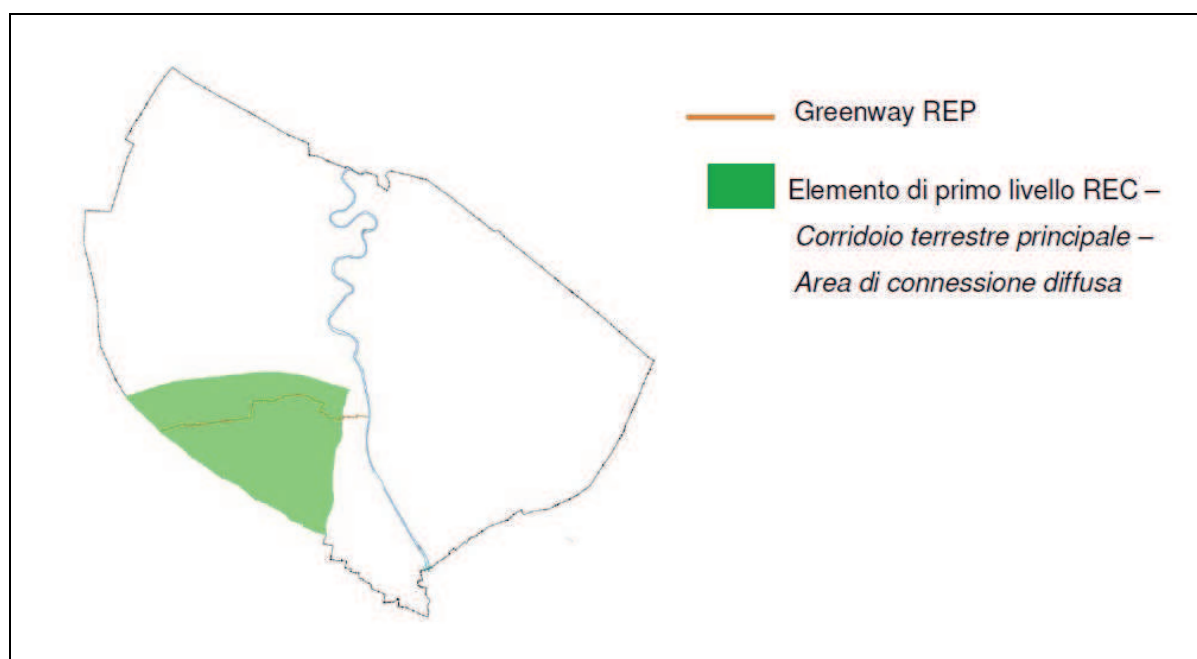 Greenway REP
Elemento di primo livello REC –
Corridoio terrestre principale –
Area di connessione diffusa